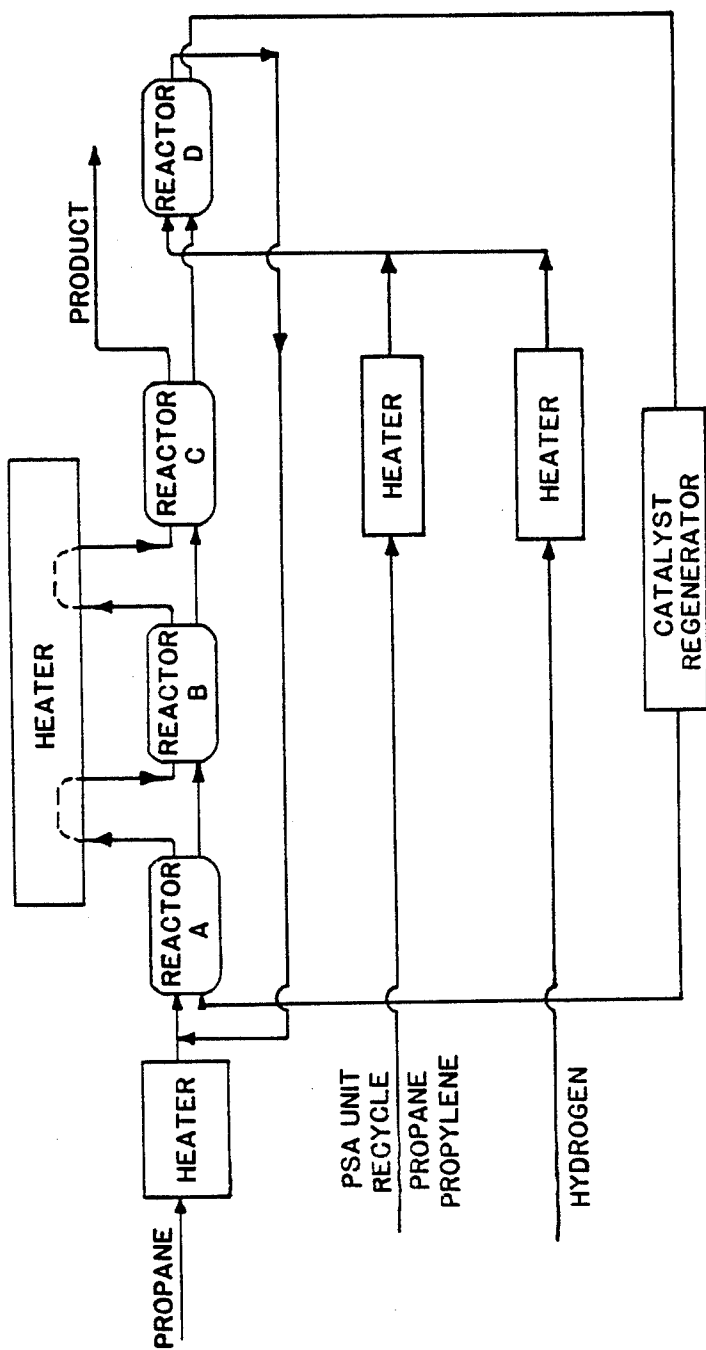 PROPANE
HEATER
REACTOR
A
HEATER
REACTOR
B
REACTOR
C
PRODUCT
REACTOR
D
PSA UNIT
RECYCLE
PROPANE
PROPYLENE
HEATER
HYDROGEN
HEATER
CATALYST
REGENERATOR